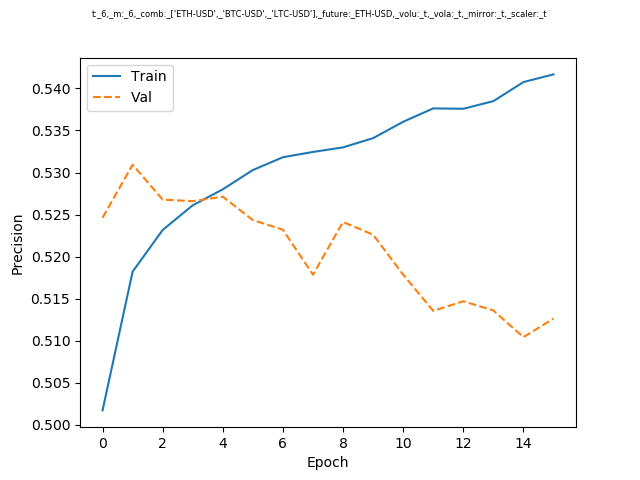 t:_6,_m:_6,_comb:_['ETH-USD',_'BTC-USD',_'LTC-USD'],_future:_ETH-USD,_volu:_t,_vola:_t,_mirror:_t,_scaler:_t
Train
Val
0.540
0.535
0.530
0.525
0.520
0.515
0.510
0.505
0.500
Precision
0 2 4 6 8 10 12 14
Epoch